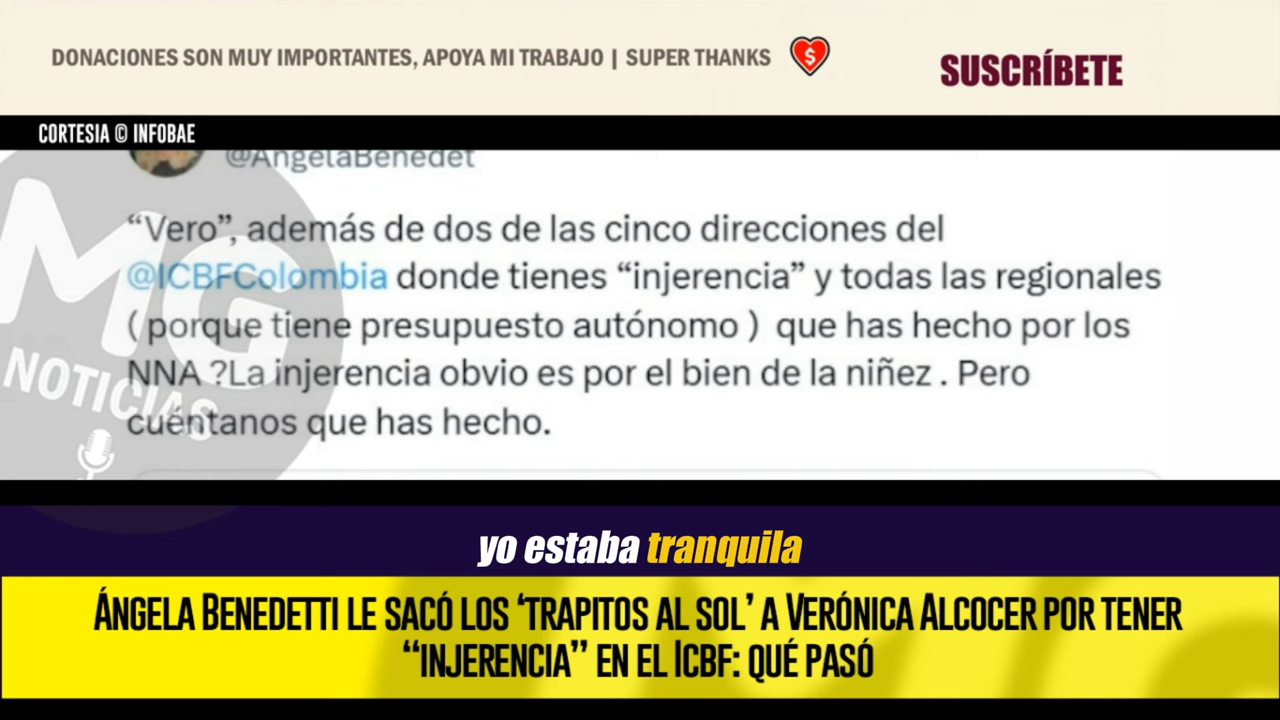 DONACIONES SON MUY IMPORTANTES, APOYA MI TRABAJO | SUPER THANKS
$
SUSCRÍBETE
CORTESIA © INFOBAE
@AngelaBenedet
“Vero”, además de dos de las cinco direcciones del
@ICBFColombia donde tienes “injerencia” y todas las regionales
( porque tiene presupuesto autónomo ) que has hecho por los
NNA ?La injerencia obvio es por el bien de la niñez . Pero
cuéntanos que has hecho.
MG
NOTICIAS
yo estaba tranquila
ÁNGELA BENEDETTI LE SACÓ LOS ‘TRAPITOS AL SOL’ A VERÓNICA ALCOCER POR TENER
“INJERENCIA” EN EL ICBF: QUÉ PASÓ